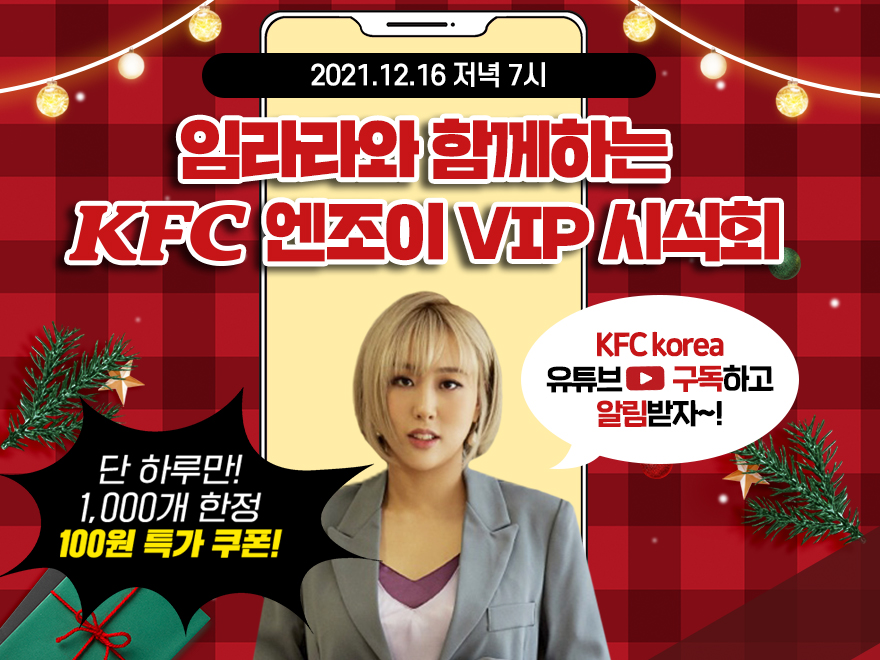 2021.12.16 저녁 7시
임라라와 함께하는
KFC 엔조이 VIP 시식회
KFC korea
유튜브 구독하고
알림받자~!
단 하루만!
1,000개 한정
100원 특가 쿠폰!